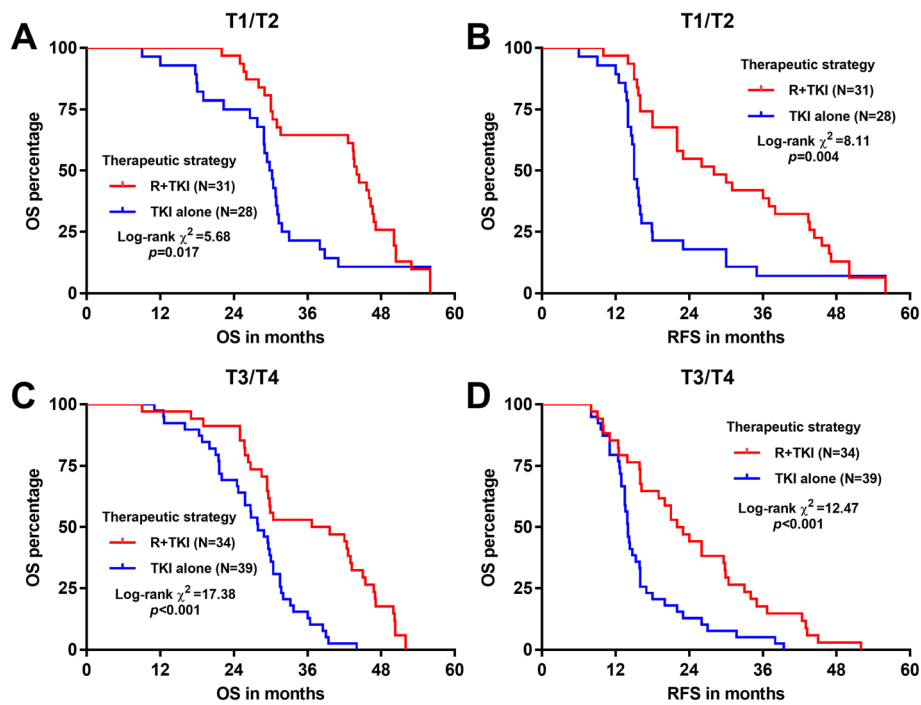 A
T1/T2
OS percentage
100
75
50
25
0
Therapeutic strategy
R+TKI (N=31)
TKI alone (N=28)
Log-rank χ²=5.68
p=0.017
0 12 24 36 48 60
OS in months
B
T1/T2
OS percentage
100
75
50
25
0
Therapeutic strategy
R+TKI (N=31)
TKI alone (N=28)
Log-rank χ²=8.11
p=0.004
0 12 24 36 48 60
RFS in months
C
T3/T4
OS percentage
100
75
50
25
0
Therapeutic strategy
R+TKI (N=34)
TKI alone (N=39)
Log-rank χ²=17.38
p<0.001
0 12 24 36 48 60
OS in months
D
T3/T4
OS percentage
100
75
50
25
0
Therapeutic strategy
R+TKI (N=34)
TKI alone (N=39)
Log-rank χ²=12.47
p<0.001
0 12 24 36 48 60
RFS in months